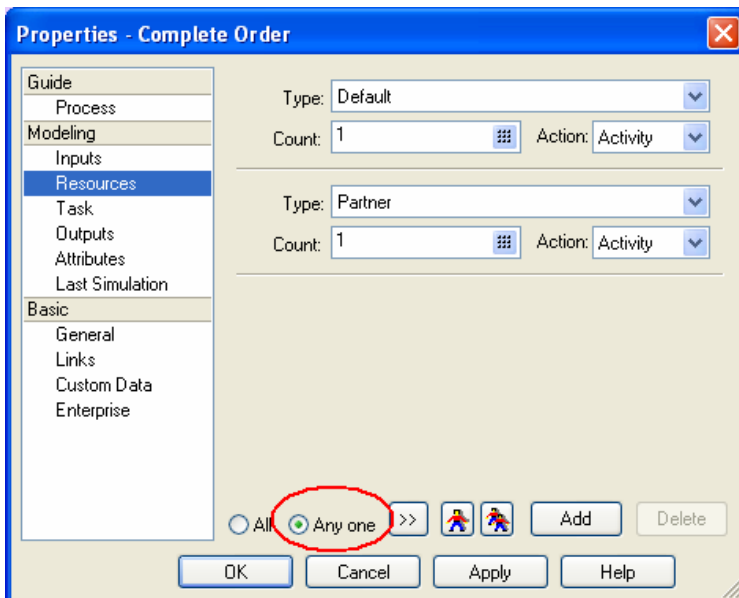 Properties - Complete Order
Guide
Process
Modeling
Inputs
Resources
Task
Outputs
Attributes
Last Simulation
Basic
General
Links
Custom Data
Enterprise
Type: Default
Count: 1 Action: Activity
Type: Partner
Count: 1 Action: Activity
All Any one >> Add Delete
OK Cancel Apply Help